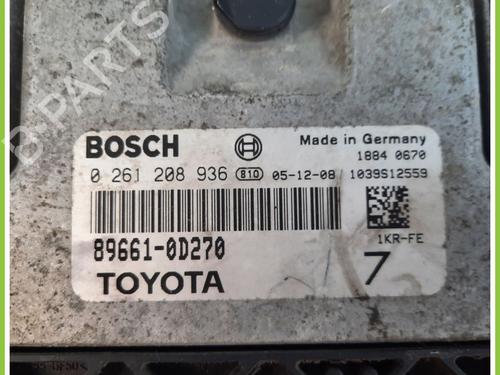 B-PARTS
BOSCH
Made in Germany
1884 0670
0 261 208 936 810 05-12-08 1039S12559
89661-0D270
1KR-FE
TOYOTA
7